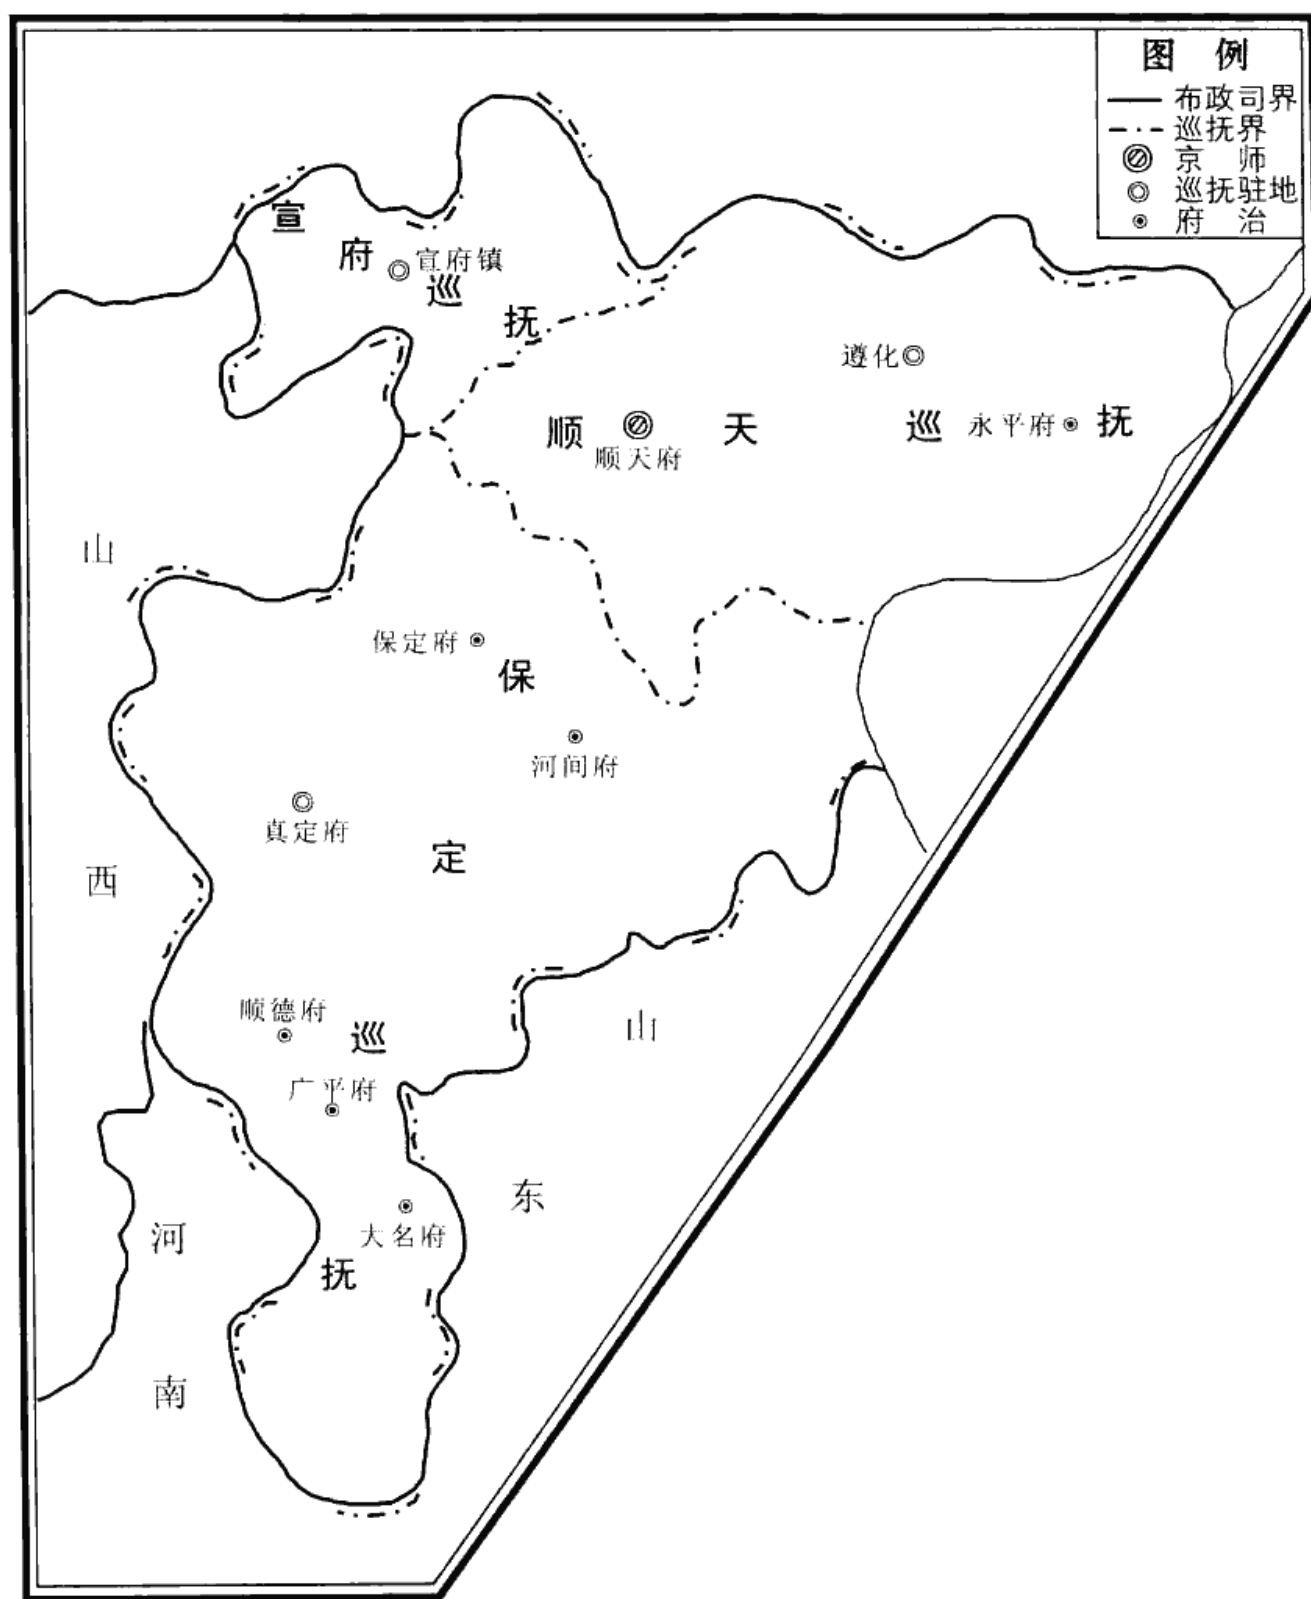 图 例
布政司界
巡抚界
京 师
巡抚驻地
府 治
宣府巡抚
宣府镇
遵化
顺天巡抚
顺天府
永平府
山西
保定府
保定巡抚
河间府
真定府
顺德府
广平府
大名府
山东
河南